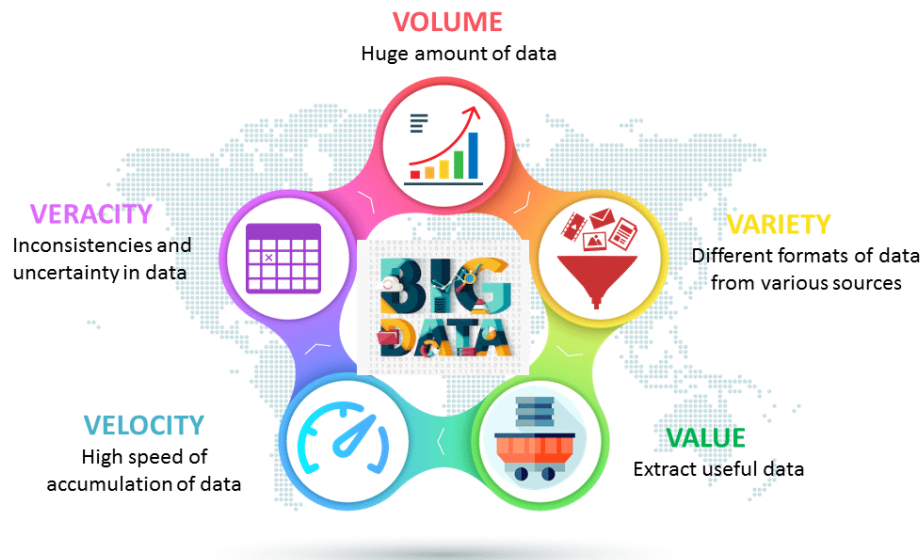 VOLUME
Huge amount of data
VERACITY
Inconsistencies and
uncertainty in data
VARIETY
Different formats of data
from various sources
BIG
DATA
VELOCITY
High speed of
accumulation of data
VALUE
Extract useful data